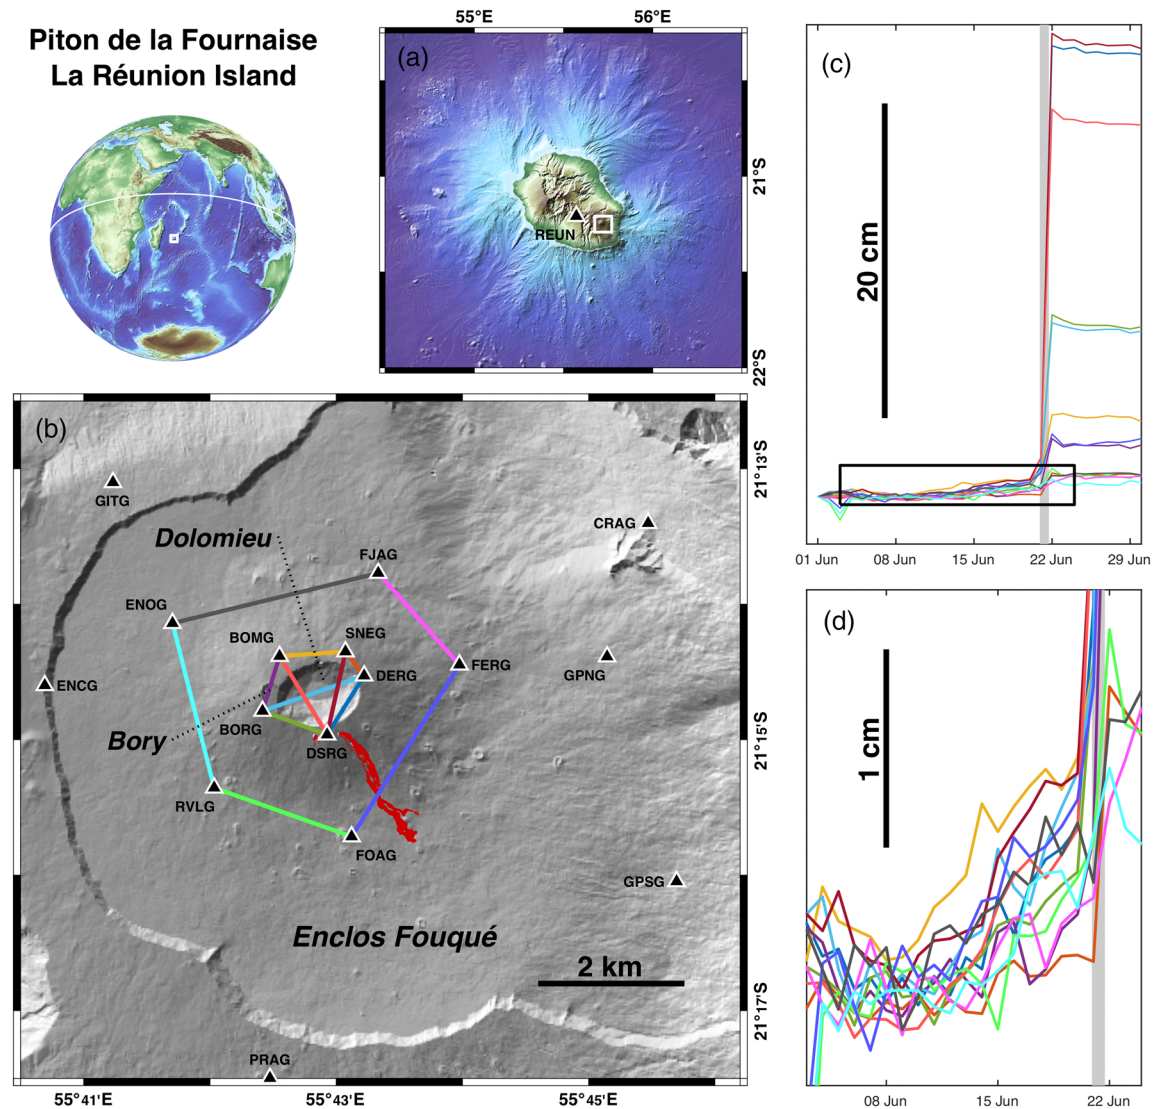 Piton de la Fournaise
La Réunion Island
55°E
56°E
(a)
REUN
21°S
22°S
(b)
GITG
Dolomieu
CRAG
FJAG
ENOG
BOMG
SNEG
DERG
FERG
GPNG
ENCG
BORG
Bory
DSRG
RVLG
FOAG
GPSG
Enclos Fouqué
2 km
PRAG
21°13'S
21°15'S
21°17'S
55°41'E
55°43'E
55°45'E
(c)
20 cm
01 Jun
08 Jun
15 Jun
22 Jun
29 Jun
(d)
1 cm
08 Jun
15 Jun
22 Jun